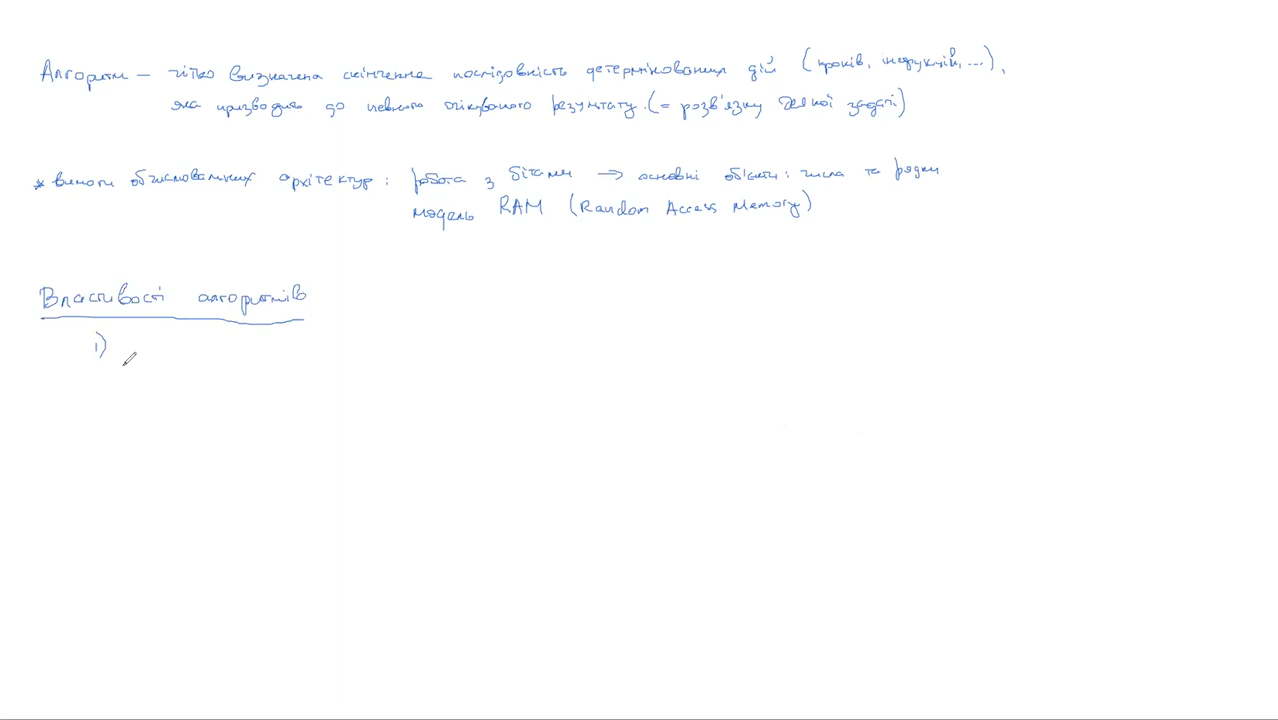 Алгоритм — чітко визначена скінченна послідовність детермінованих дій (кроків, інструкцій, ...),
яка призводить до певного очікуваного результату. (= розв'язку деякої задачі)
* вимоги обчислювальних архітектур: робота з бітами → основні об'єкти: числа та рядки
модель RAM (Random Access Memory)
Властивості алгоритмів
1)